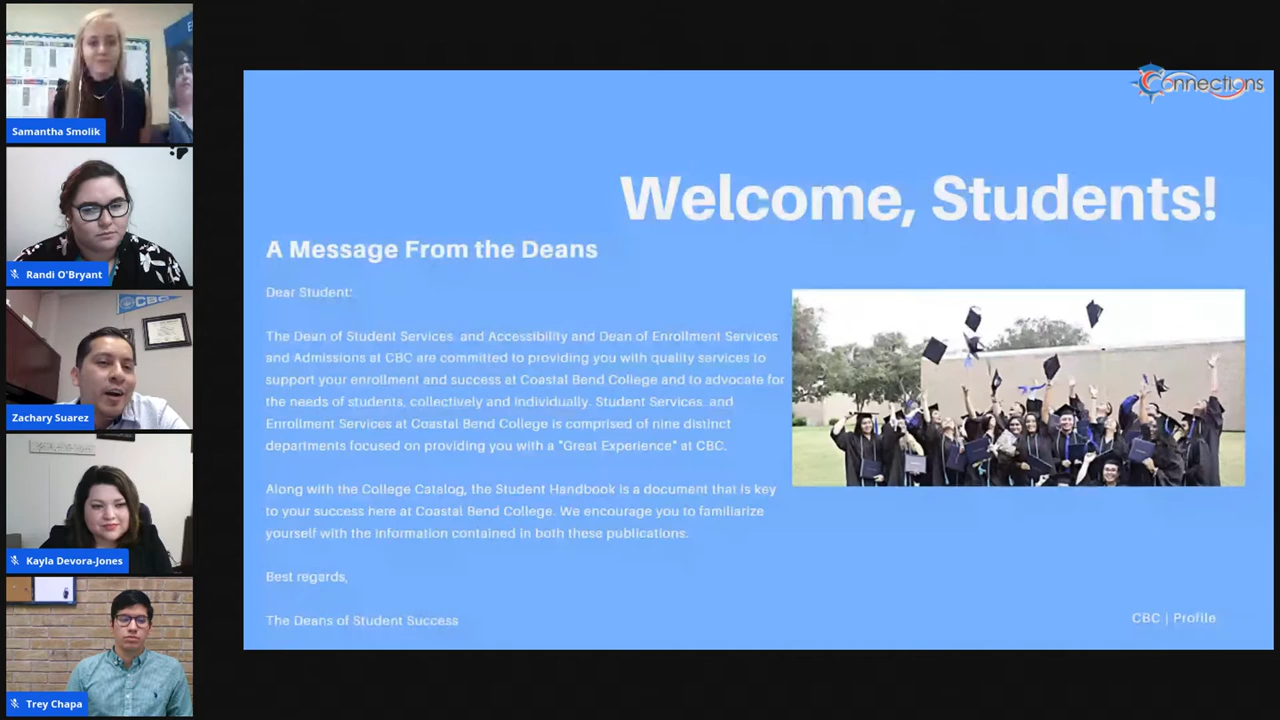 Samantha Smolik
Randi O'Bryant
CBC
Zachary Suarez
Kayla Devora-Jones
Trey Chapa
Connections
Welcome, Students!
A Message From the Deans
Dear Student:
The Dean of Student Services and Accessibility and Dean of Enrollment Services
and Admissions at CBC are committed to providing you with quality services to
support your enrollment and success at Coastal Bend College and to advocate for
the needs of students, collectively and individually. Student Services and
Enrollment Services at Coastal Bend College is comprised of nine distinct
departments focused on providing you with a "Great Experience" at CBC.
Along with the College Catalog, the Student Handbook is a document that is key
to your success here at Coastal Bend College. We encourage you to familiarize
yourself with the information contained in both these publications.
Best regards,
The Deans of Student Success
CBC | Profile